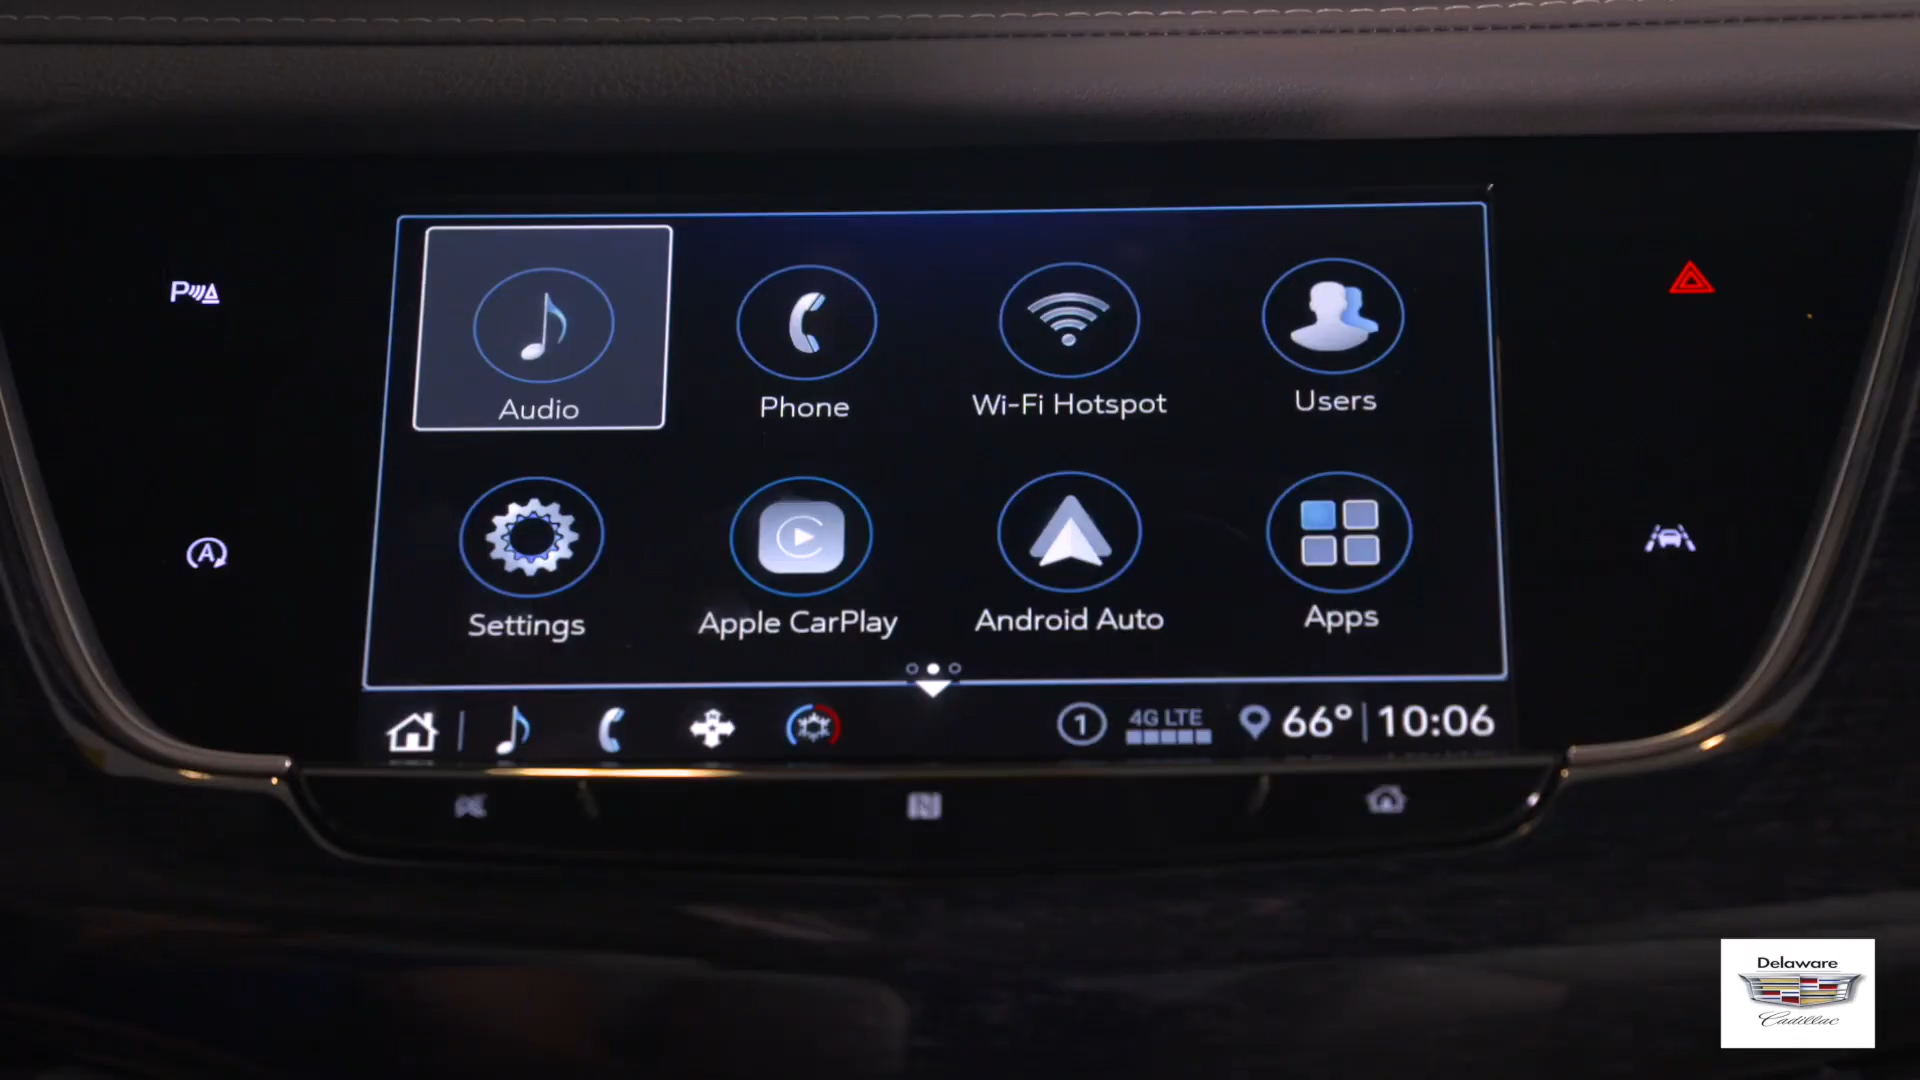 Audio
Phone
Wi-Fi Hotspot
Users
Settings
Apple CarPlay
Android Auto
Apps
P
A
1
4G LTE
66°
10:06
N
Delaware
Cadillac